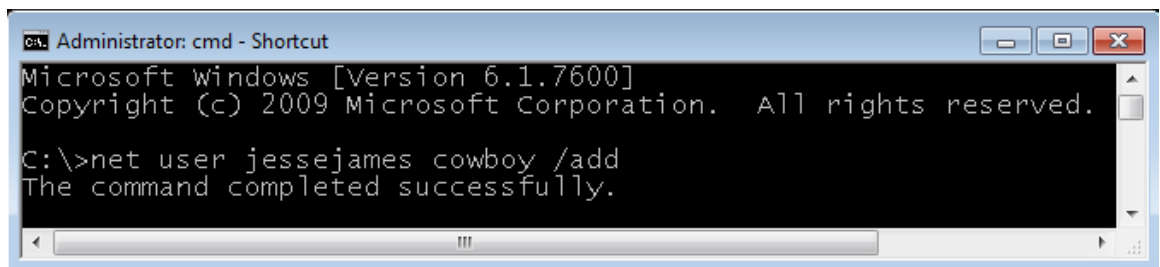 Administrator: cmd - Shortcut
Microsoft Windows [Version 6.1.7600]
Copyright (c) 2009 Microsoft Corporation.  All rights reserved.
C:\>net user jessejames cowboy /add
The command completed successfully.